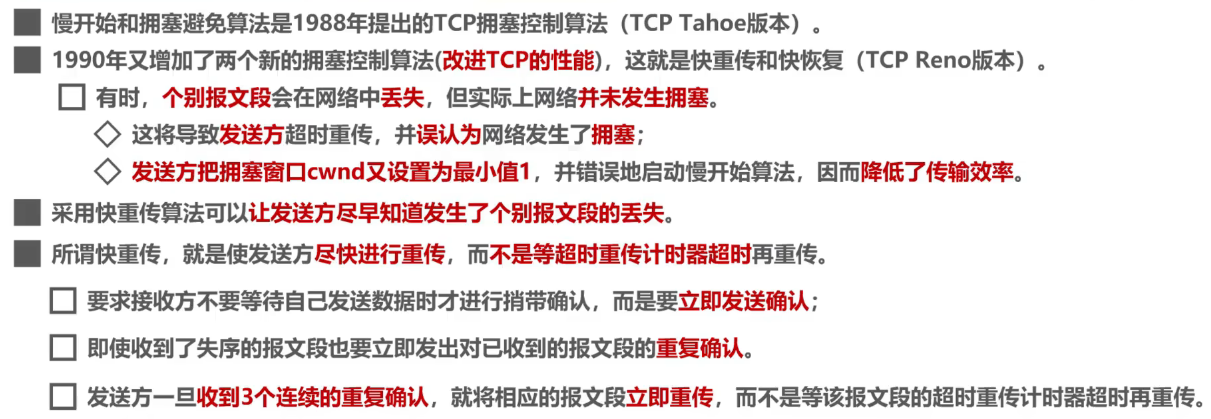 慢开始和拥塞避免算法是1988年提出的TCP拥塞控制算法（TCP Tahoe版本）。
1990年又增加了两个新的拥塞控制算法(改进TCP的性能)，这就是快重传和快恢复（TCP Reno版本）。
有时，个别报文段会在网络中丢失，但实际上网络并未发生拥塞。
这将导致发送方超时重传，并误认为网络发生了拥塞；
发送方把拥塞窗口cwnd又设置为最小值1，并错误地启动慢开始算法，因而降低了传输效率。
采用快重传算法可以让发送方尽早知道发生了个别报文段的丢失。
所谓快重传，就是使发送方尽快进行重传，而不是等超时重传计时器超时再重传。
要求接收方不要等待自己发送数据时才进行捎带确认，而是要立即发送确认；
即使收到了失序的报文段也要立即发出对已收到的报文段的重复确认。
发送方一旦收到3个连续的重复确认，就将相应的报文段立即重传，而不是等该报文段的超时重传计时器超时再重传。